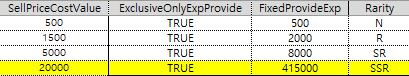 SellPriceCostValue ExclusiveOnlyExpProvide FixedProvideExp Rarity
500 TRUE 500 N
1500 TRUE 2000 R
5000 TRUE 8000 SR
20000 TRUE 415000 SSR